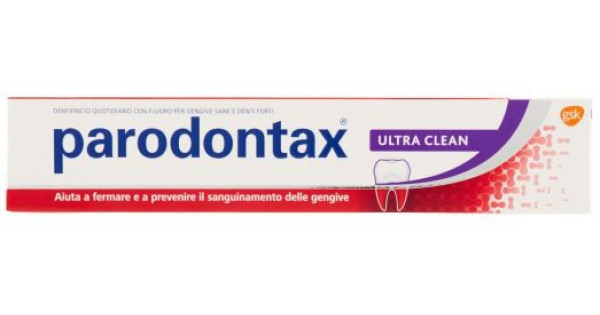 DENTIFRICIO QUOTIDIANO CON FLUORO PER GENGIVE SANE E DENTI FORTI
parodontax®
ULTRA CLEAN
gsk
Aiuta a fermare e a prevenire il sanguinamento delle gengive